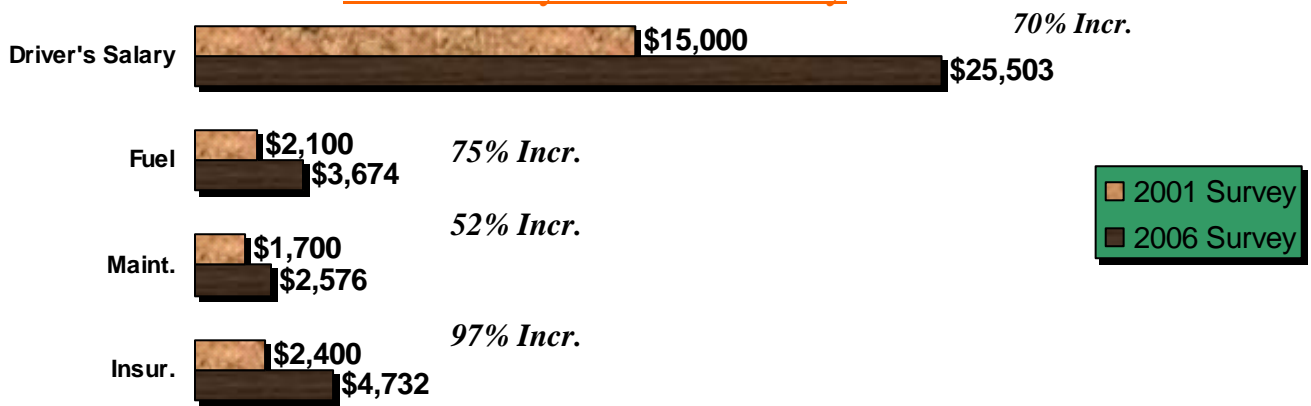 70% Incr.
Driver's Salary
$15,000
$25,503
Fuel
$2,100
$3,674
75% Incr.
2001 Survey
2006 Survey
52% Incr.
Maint.
$1,700
$2,576
97% Incr.
Insur.
$2,400
$4,732